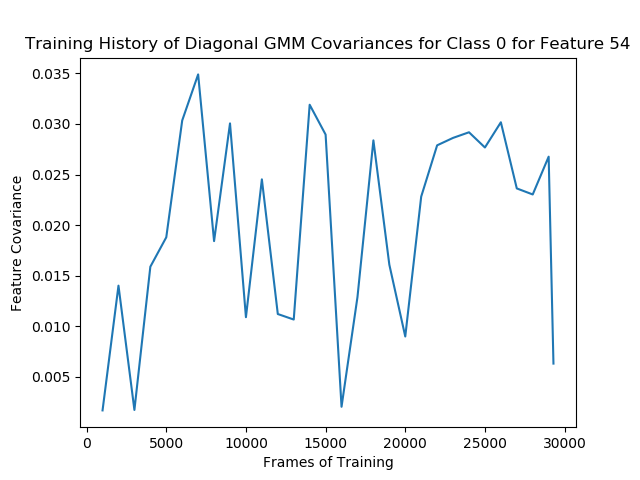 Training History of Diagonal GMM Covariances for Class 0 for Feature 54
0.035
0.030
0.025
0.020
0.015
0.010
0.005
Feature Covariance
0 5000 10000 15000 20000 25000 30000
Frames of Training